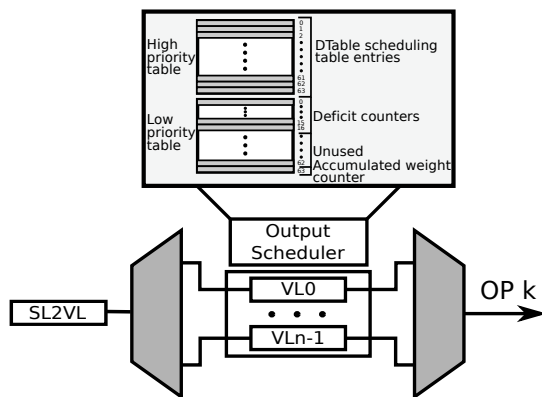 High
priority
table
0
1
2
61
62
63
DTable scheduling
table entries
Low
priority
table
0
15
16
62
63
Deficit counters
Unused
Accumulated weight
counter
Output
Scheduler
SL2VL
VL0
VLn-1
OP k